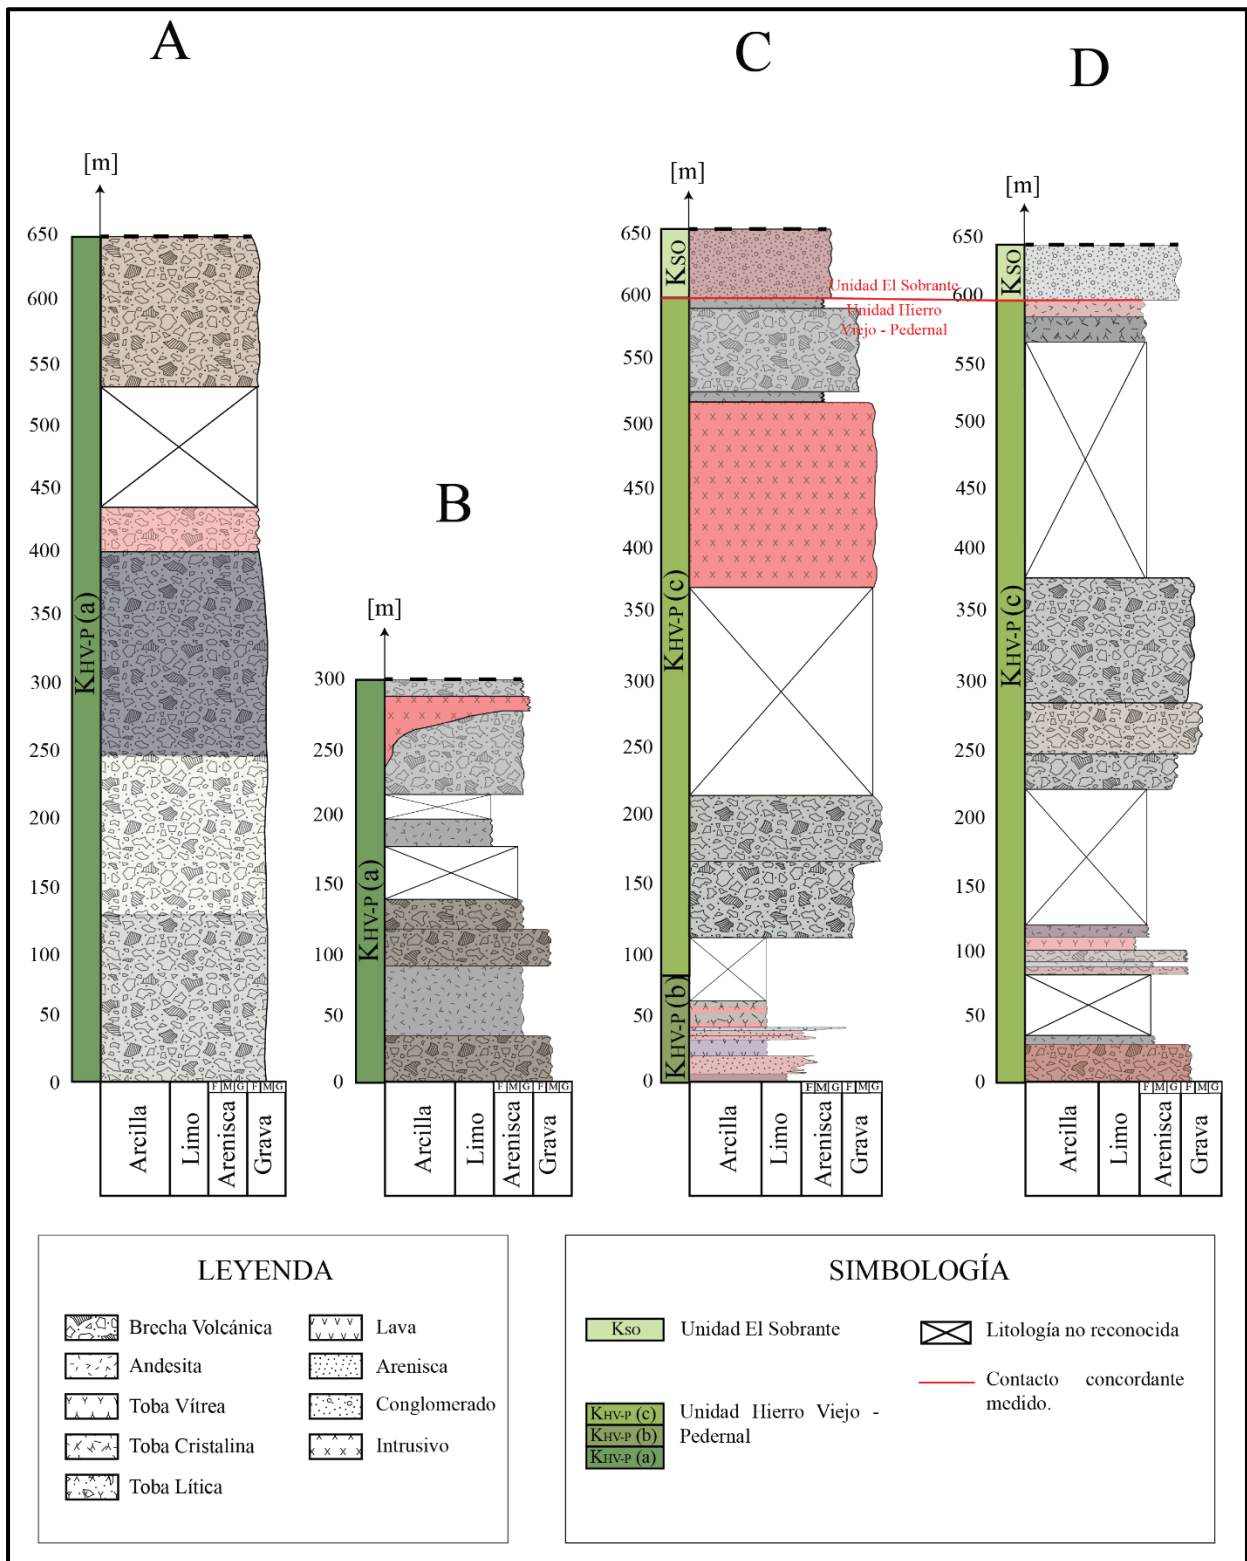 A
B
C
D
[m]
650
600
550
500
450
400
350
300
250
200
150
100
50
0
KHV-P (a)
F M G F M G
Arcilla
Limo
Arenisca
Grava
[m]
300
250
200
150
100
50
0
KHV-P (a)
F M G F M G
Arcilla
Limo
Arenisca
Grava
[m]
650
600
550
500
450
400
350
300
250
200
150
100
50
0
KSO
KHV-P (c)
KHV-P (b)
Unidad El Sobrante
Unidad Hierro
Viejo - Pedernal
F M G F M G
Arcilla
Limo
Arenisca
Grava
[m]
650
600
550
500
450
400
350
300
250
200
150
100
50
0
KSO
KHV-P (c)
F M G F M G
Arcilla
Limo
Arenisca
Grava
LEYENDA
Brecha Volcánica
Andesita
Toba Vítrea
Toba Cristalina
Toba Lítica
Lava
Arenisca
Conglomerado
Intrusivo
SIMBOLOGÍA
KSO Unidad El Sobrante
KHV-P (c)
KHV-P (b)
KHV-P (a)
Unidad Hierro Viejo -
Pedernal
Litología no reconocida
Contacto concordante
medido.